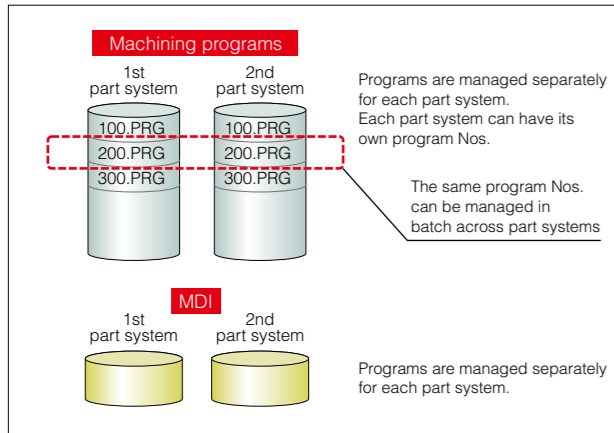 Machining programs
1st
part system
2nd
part system
100.PRG
100.PRG
200.PRG
200.PRG
300.PRG
300.PRG
Programs are managed separately
for each part system.
Each part system can have its
own program Nos.
The same program Nos.
can be managed in
batch across part systems
MDI
1st
part system
2nd
part system
Programs are managed separately
for each part system.